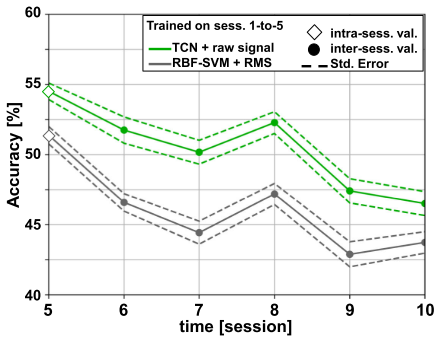 60
55
50
45
40
Accuracy [%]
Trained on sess. 1-to-5
TCN + raw signal
RBF-SVM + RMS
intra-sess. val.
inter-sess. val.
Std. Error
5 6 7 8 9 10
time [session]